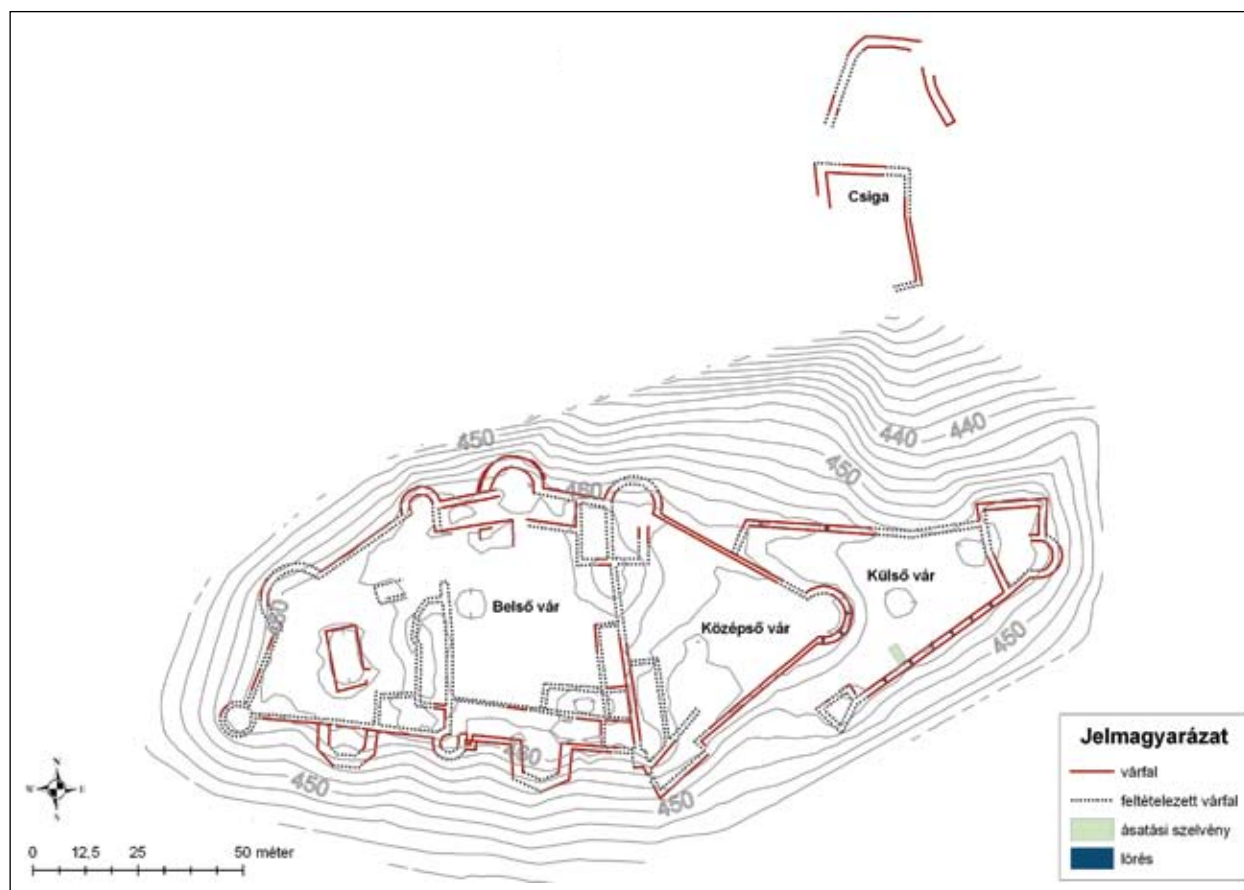 Csiga
450
440 440
450
460
Külső vár
Belső vár
460
Középső vár
450
460
450
450
Jelmagyarázat
várfal
feltételezett várfal
ásatási szelvény
lőrés
N
W E
S
0 12,5 25 50 méter